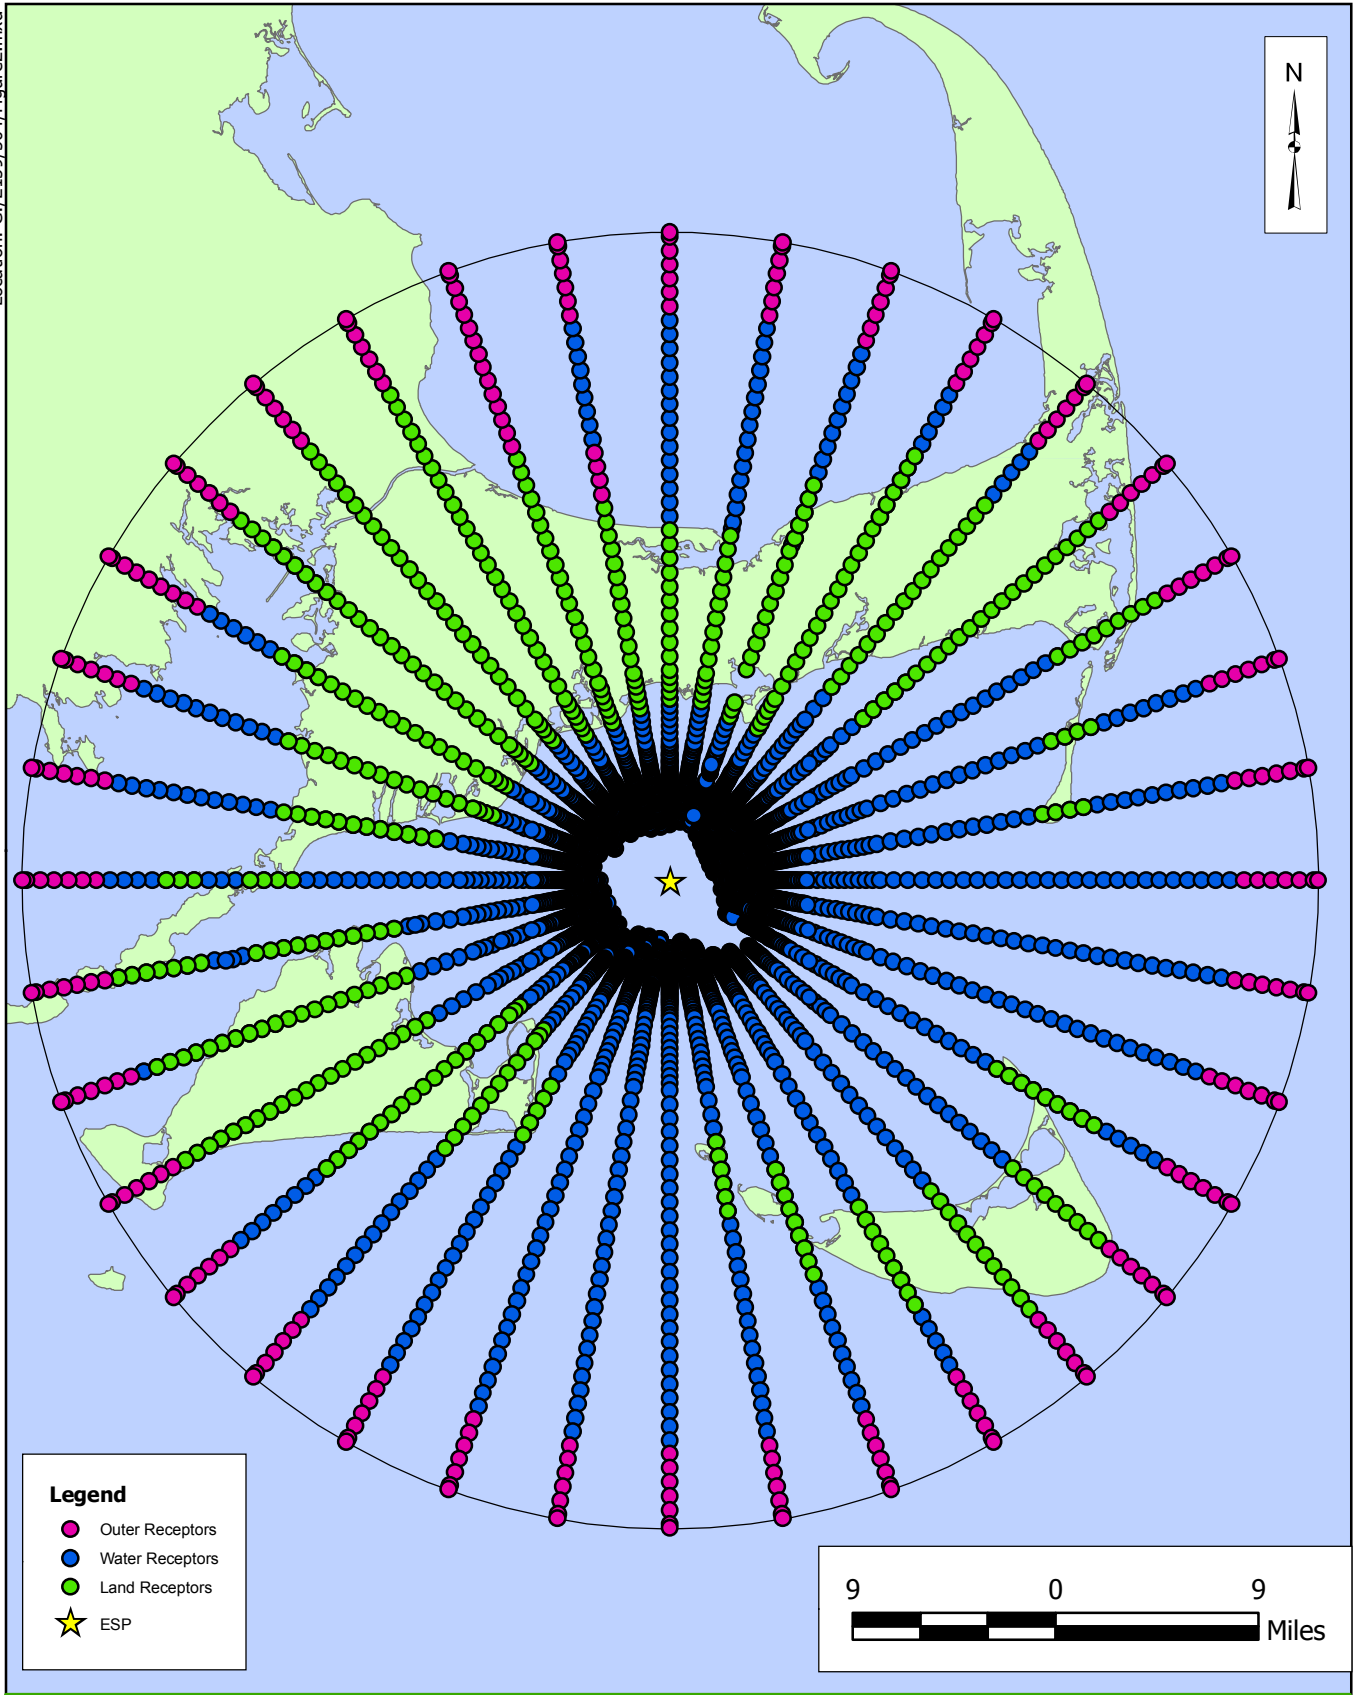 N
Legend
Outer Receptors
Water Receptors
Land Receptors
ESP
9 0 9
Miles